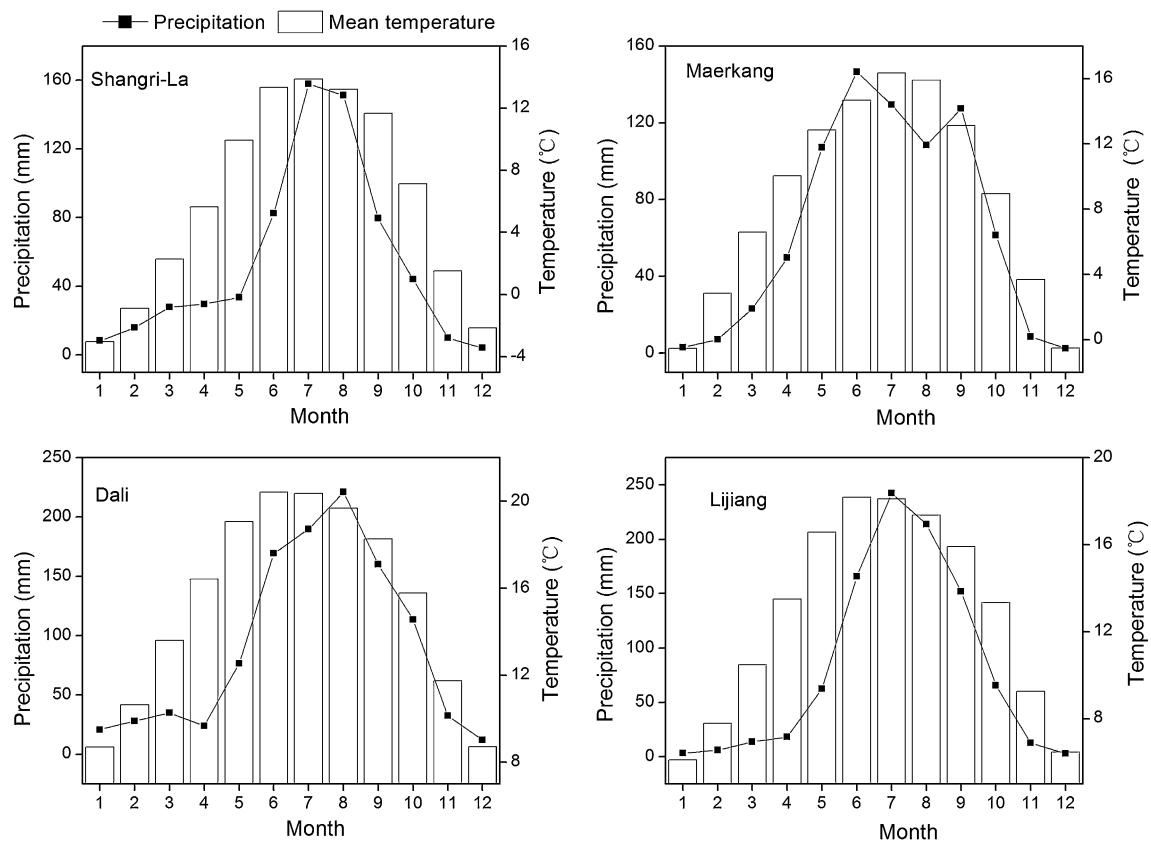 Precipitation Mean temperature
Shangri-La
Precipitation (mm)
160
120
80
40
0
16
12
8
4
0
-4
Temperature (℃)
1 2 3 4 5 6 7 8 9 10 11 12
Month
Maerkang
Precipitation (mm)
160
120
80
40
0
16
12
8
4
0
Temperature (℃)
1 2 3 4 5 6 7 8 9 10 11 12
Month
Dali
Precipitation (mm)
250
200
150
100
50
0
20
16
12
8
Temperature (℃)
1 2 3 4 5 6 7 8 9 10 11 12
Month
Lijiang
Precipitation (mm)
250
200
150
100
50
0
20
16
12
8
Temperature (℃)
1 2 3 4 5 6 7 8 9 10 11 12
Month